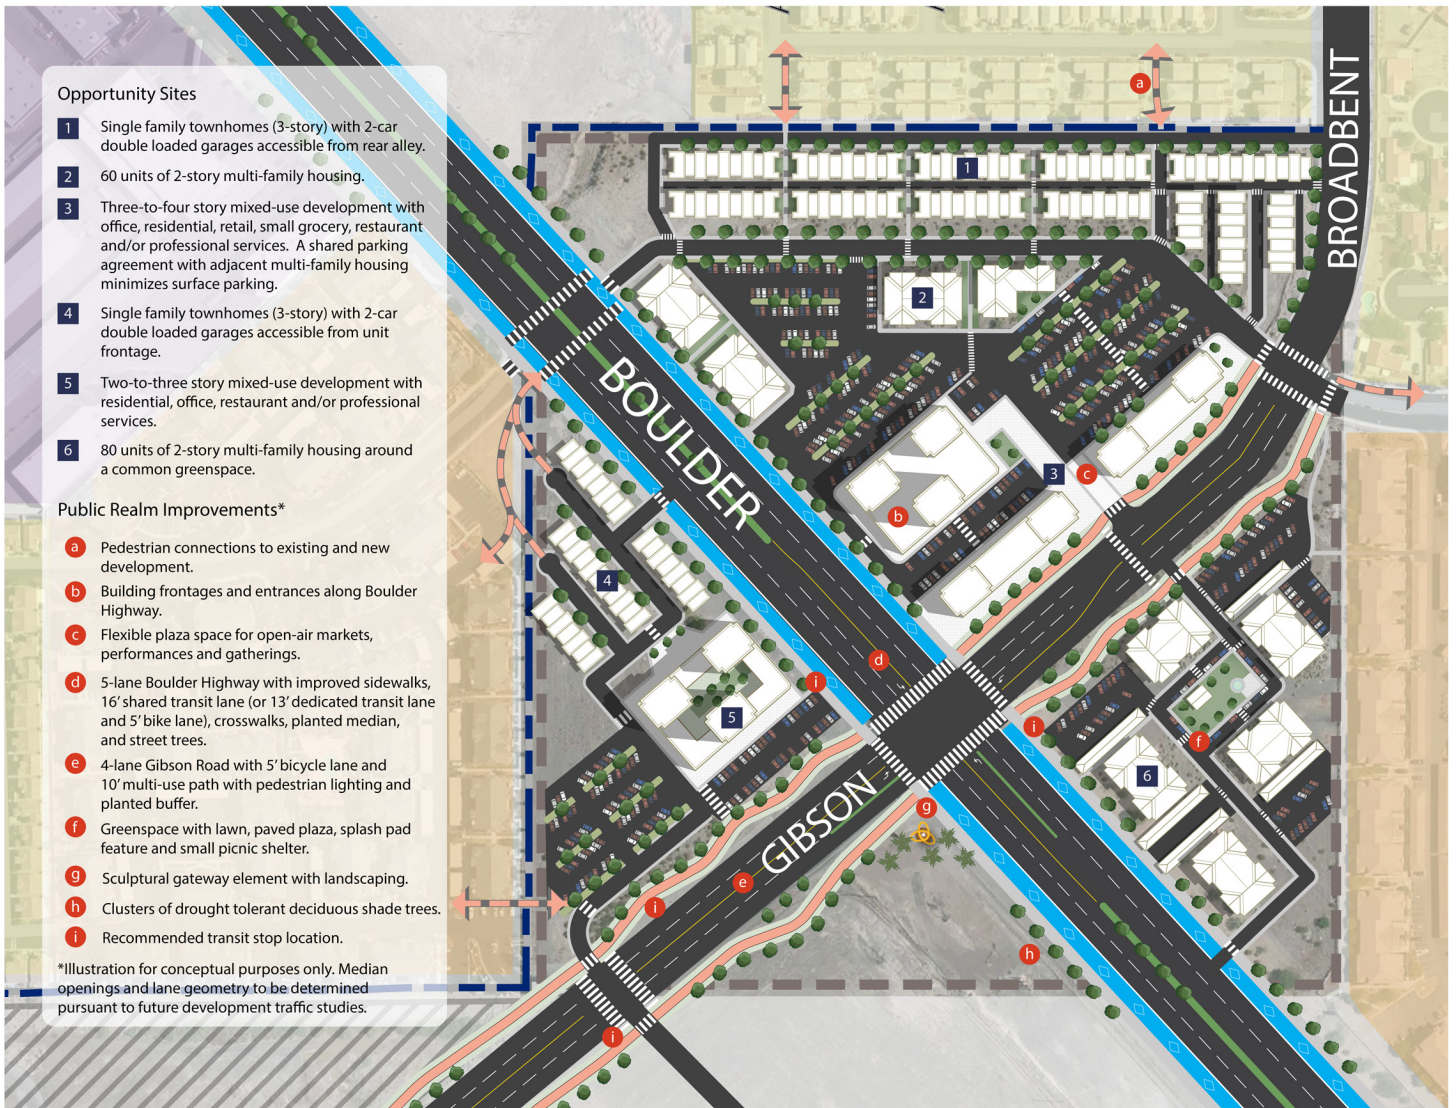 Opportunity Sites
1 Single family townhomes (3-story) with 2-car
double loaded garages accessible from rear alley.
2 60 units of 2-story multi-family housing.
3 Three-to-four story mixed-use development with
office, residential, retail, small grocery, restaurant
and/or professional services. A shared parking
agreement with adjacent multi-family housing
minimizes surface parking.
4 Single family townhomes (3-story) with 2-car
double loaded garages accessible from unit
frontage.
5 Two-to-three story mixed-use development with
residential, office, restaurant and/or professional
services.
6 80 units of 2-story multi-family housing around
a common greenspace.
Public Realm Improvements*
a Pedestrian connections to existing and new
development.
b Building frontages and entrances along Boulder
Highway.
c Flexible plaza space for open-air markets,
performances and gatherings.
d 5-lane Boulder Highway with improved sidewalks,
16' shared transit lane (or 13' dedicated transit lane
and 5' bike lane), crosswalks, planted median,
and street trees.
e 4-lane Gibson Road with 5' bicycle lane and
10' multi-use path with pedestrian lighting and
planted buffer.
f Greenspace with lawn, paved plaza, splash pad
feature and small picnic shelter.
g Sculptural gateway element with landscaping.
h Clusters of drought tolerant deciduous shade trees.
i Recommended transit stop location.
*Illustration for conceptual purposes only. Median
openings and lane geometry to be determined
pursuant to future development traffic studies.
a
BROADBENT
1
2
BOULDER
3
c
b
4
d
i
5
i
f
6
g
GIBSON
e
i
h
i